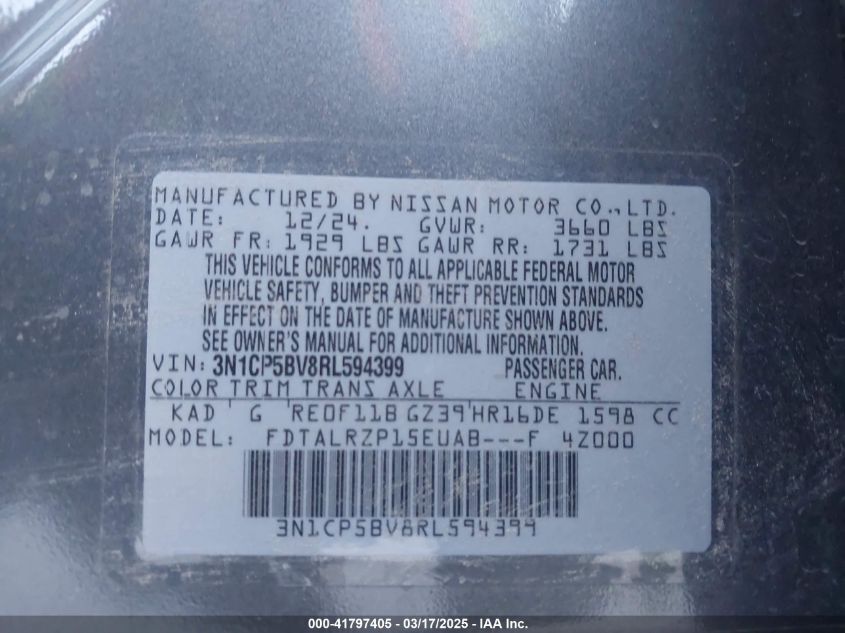 MANUFACTURED BY NISSAN MOTOR CO.,LTD.
DATE: 12/24. GVWR: 3660 LBS
GAWR FR: 1929 LBS GAWR RR: 1731 LBS
THIS VEHICLE CONFORMS TO ALL APPLICABLE FEDERAL MOTOR
VEHICLE SAFETY, BUMPER AND THEFT PREVENTION STANDARDS
IN EFFECT ON THE DATE OF MANUFACTURE SHOWN ABOVE.
SEE OWNER'S MANUAL FOR ADDITIONAL INFORMATION.
VIN: 3N1CP5BV8RL594399 PASSENGER CAR.
COLOR TRIM TRANS AXLE ENGINE
KAD G RE0F11B GZ39 HR16DE 1598 CC
MODEL: FDTALRZP15EUAB---F 4Z000
3N1CP5BV8RL594399
000-41797405 - 03/17/2025 - IAA Inc.